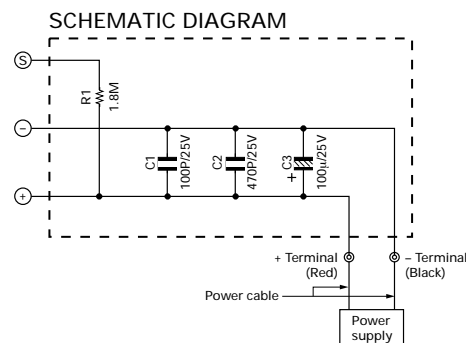 SCHEMATIC DIAGRAM
S
R1
1.8M
−
C1
100P/25V
C2
470P/25V
+
C3
100µ/25V
+
+ Terminal
(Red)
− Terminal
(Black)
Power cable
Power
supply